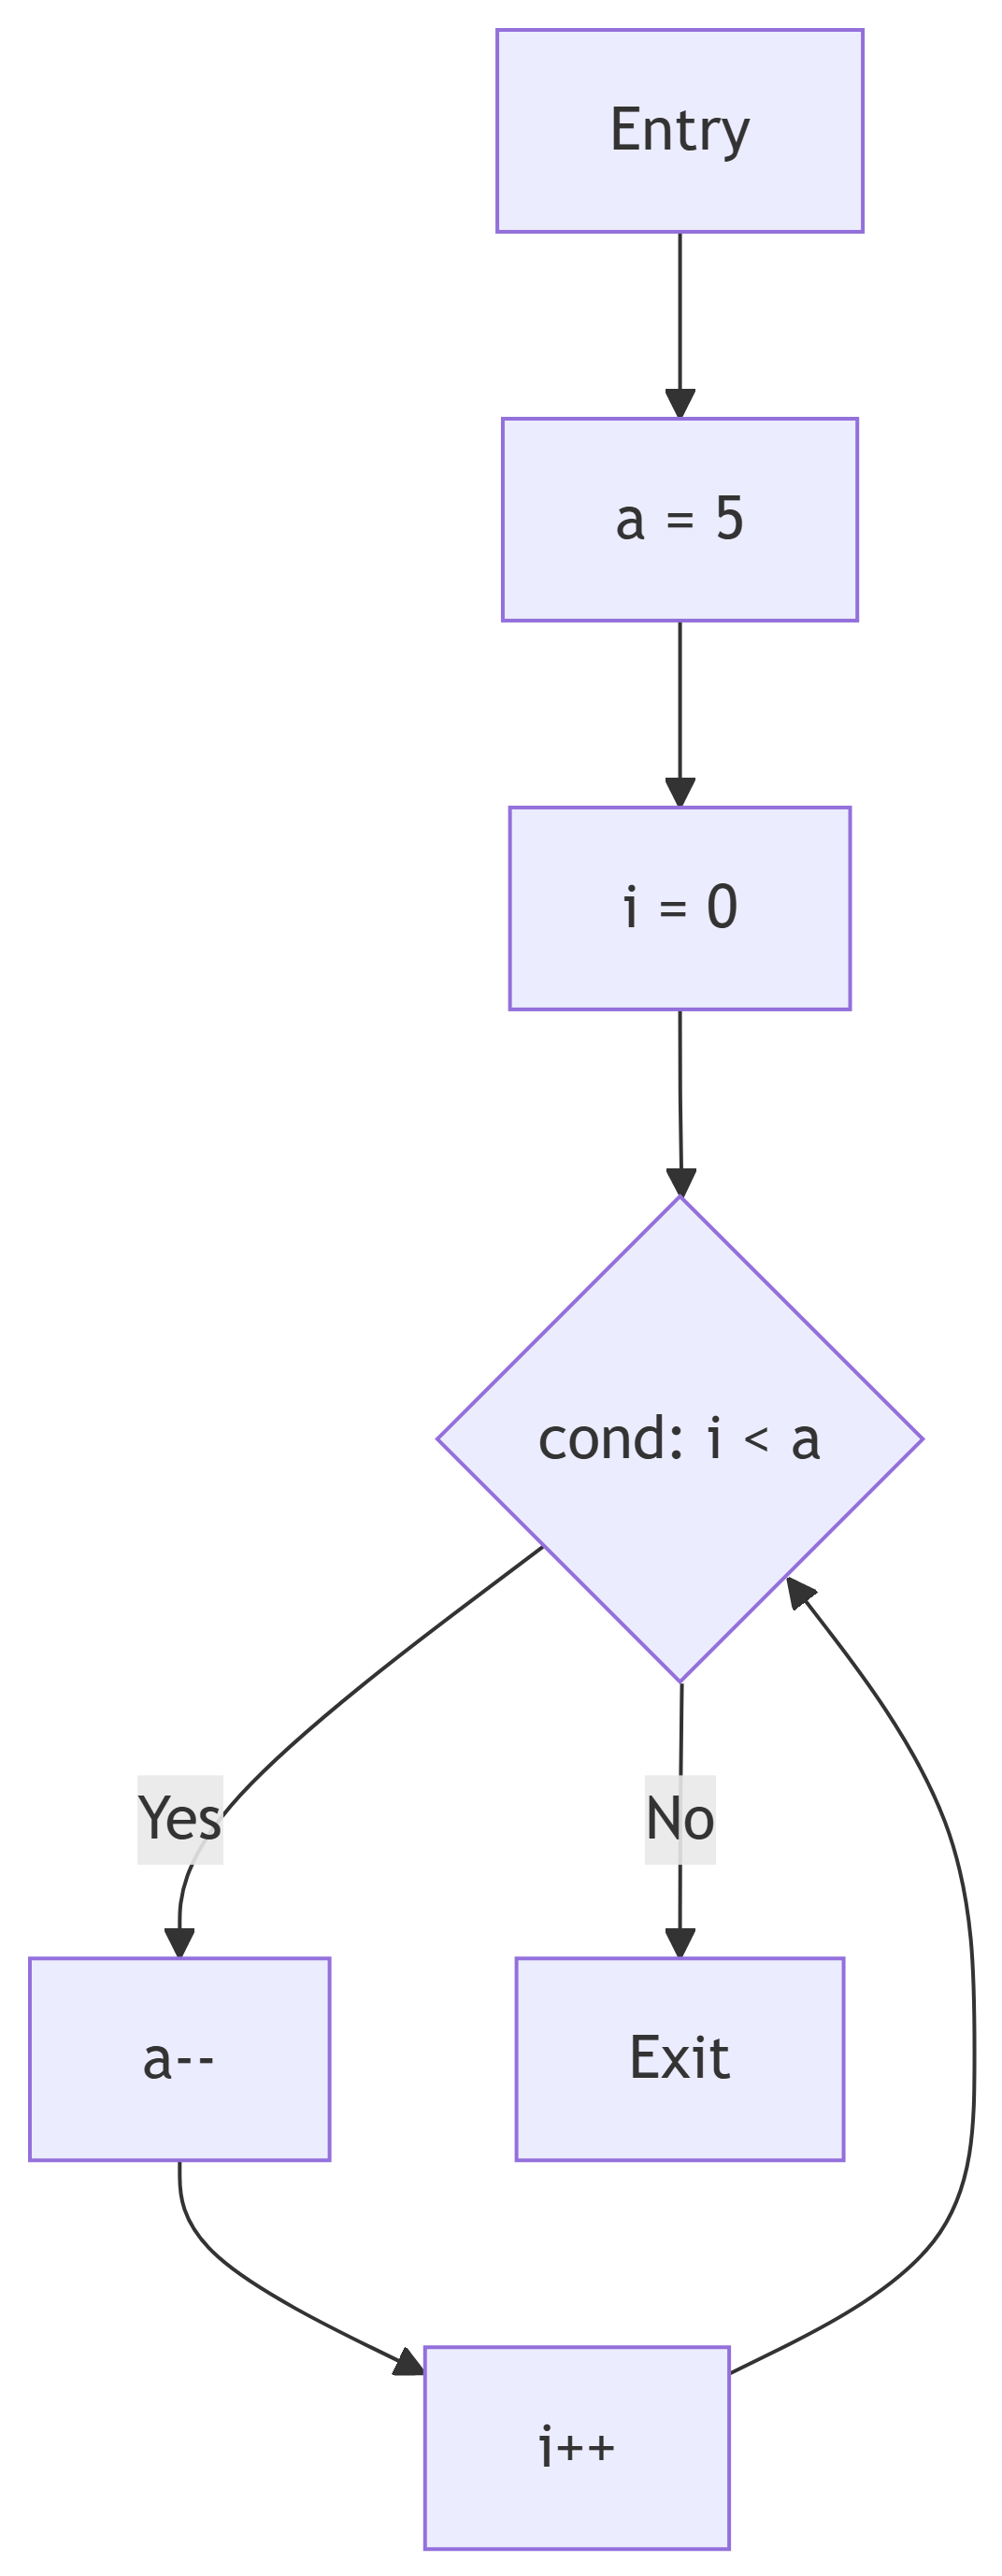 Entry
a = 5
i = 0
cond: i < a
Yes
No
a--
Exit
i++